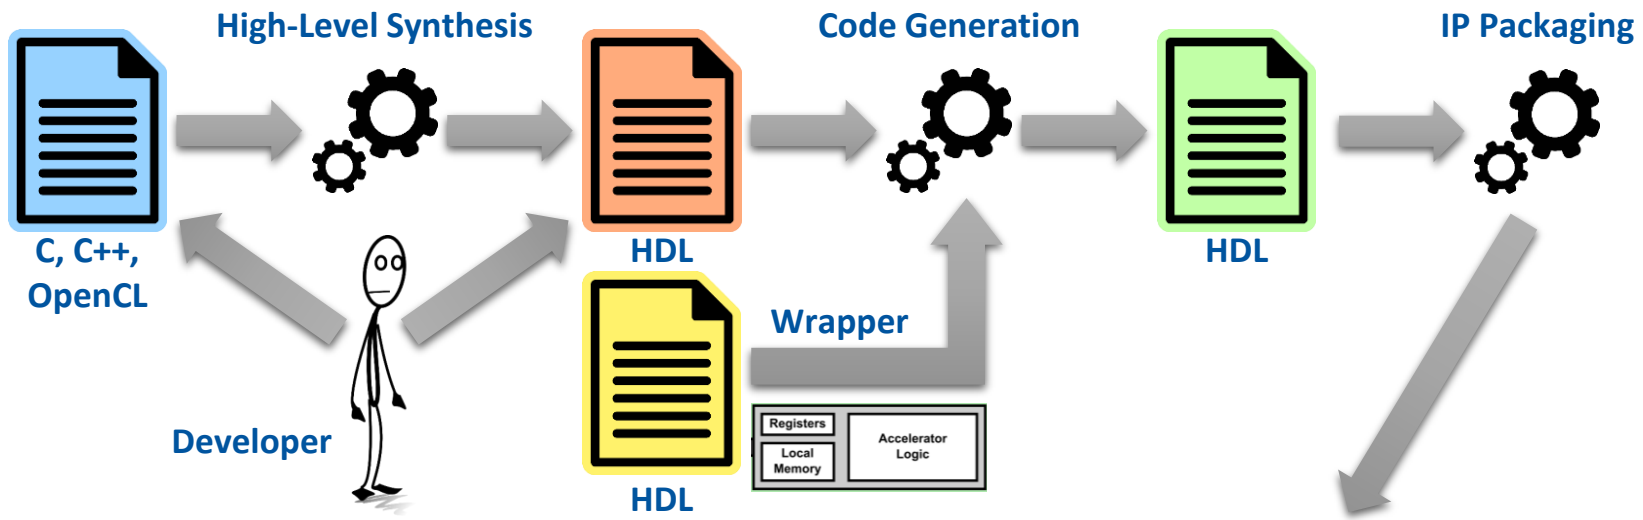 High-Level Synthesis
Code Generation
IP Packaging
C, C++,
OpenCL
HDL
HDL
Wrapper
Developer
Registers
Local
Memory
Accelerator
Logic
HDL